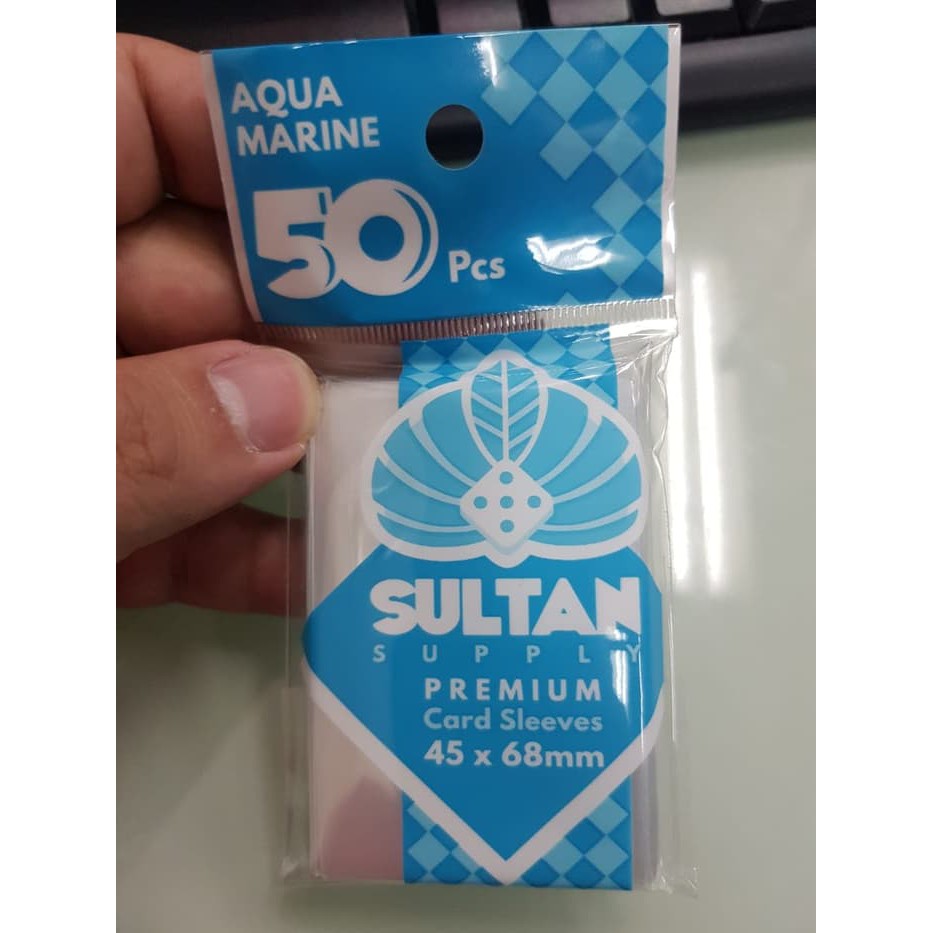 AQUA
MARINE
50 Pcs
SULTAN
SUPPLY
PREMIUM
Card Sleeves
45 x 68mm